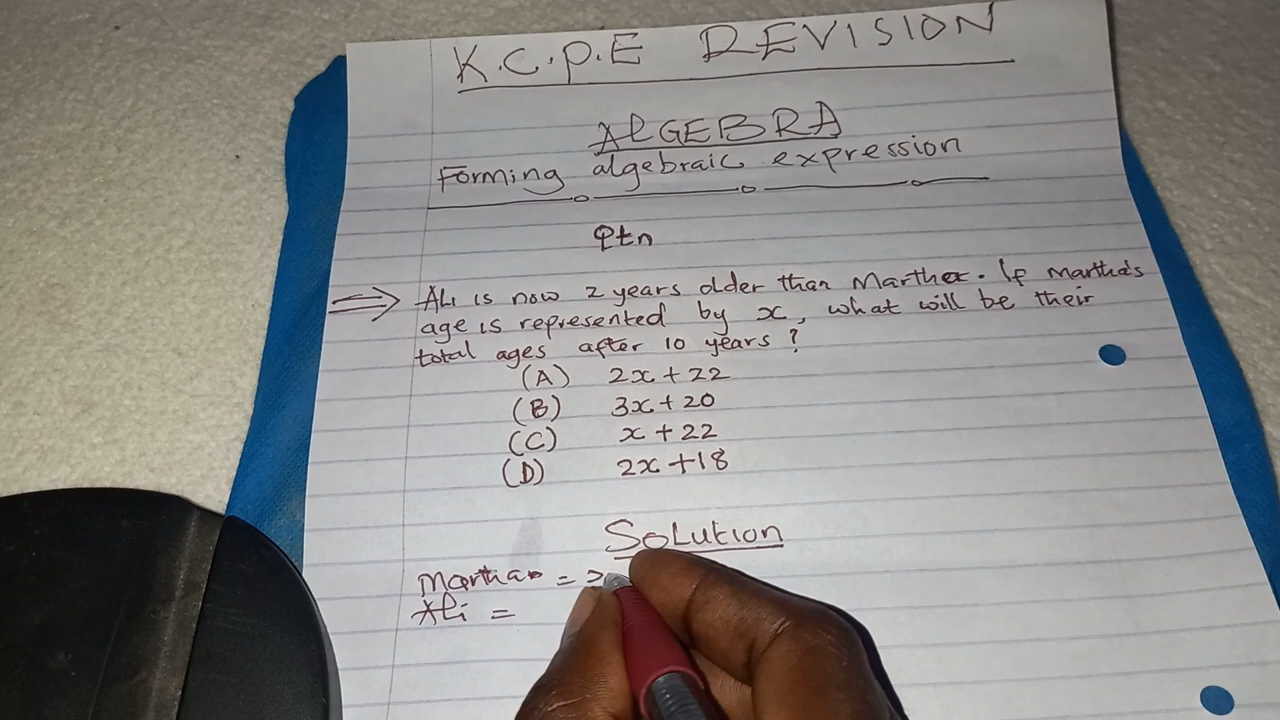 K.C.P.E REVISION
ALGEBRA
Forming algebraic expression
Qtn
⇒ ALi is now 2 years older than Marther. If martha's
age is represented by x, what will be their
total ages after 10 years?
(A) 2x+22
(B) 3x+20
(C) x+22
(D) 2x+18
Solution
Martha =
ALi =